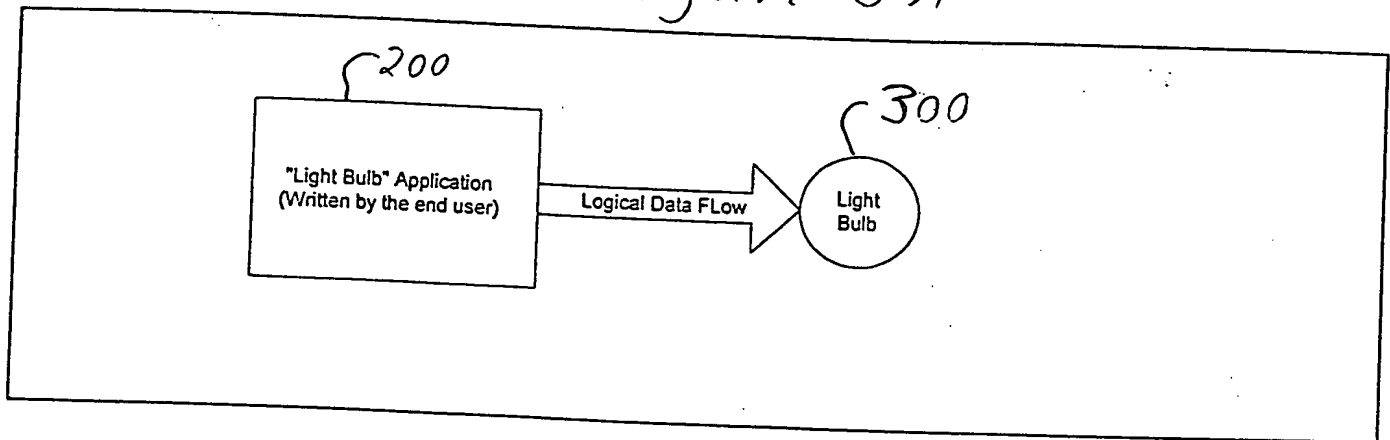 200
300
"Light Bulb" Application
(Written by the end user)
Logical Data FLow
Light
Bulb